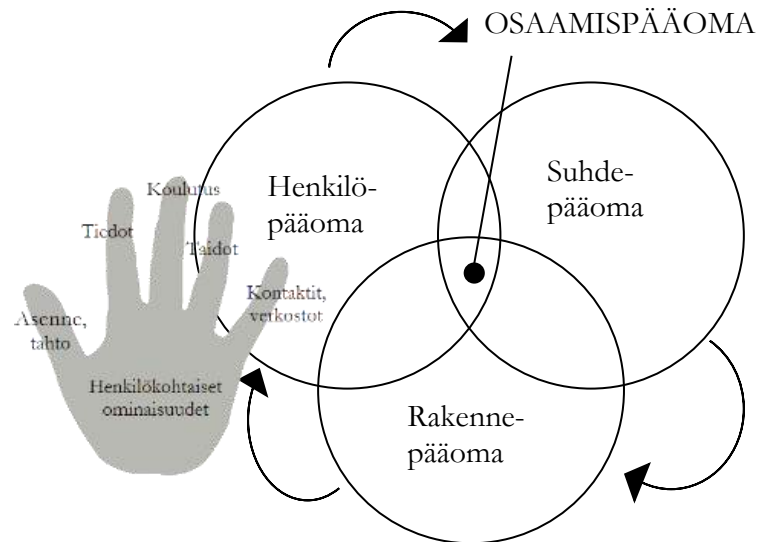 OSAAMISPÄÄOMA
Henkilö-
pääoma
Suhde-
pääoma
Rakenne-
pääoma
Koulutus
Tiedot
Taidot
Kontaktit,
verkostot
Asenne,
tahto
Henkilökohtaiset
ominaisuudet